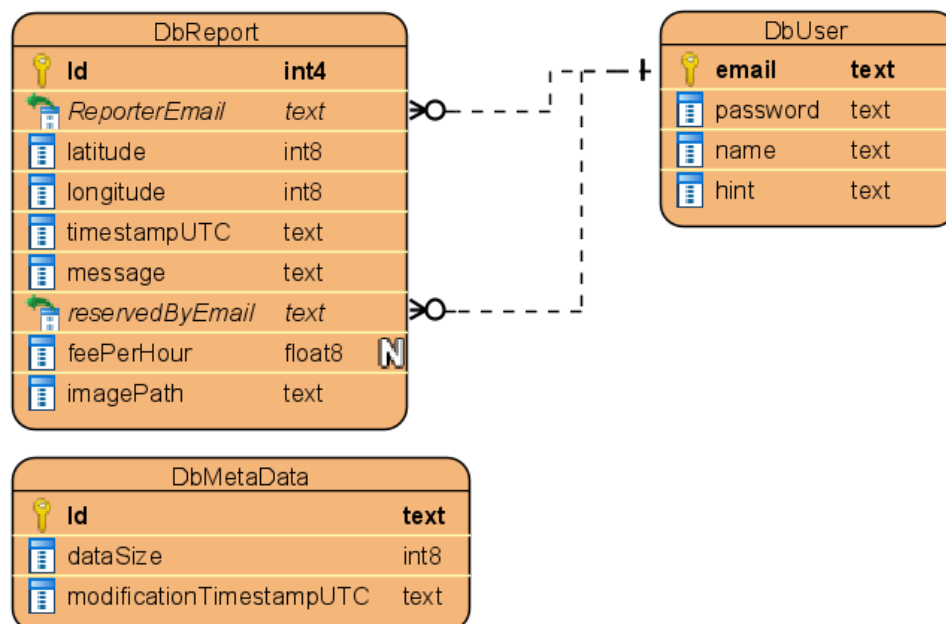 DbReport
Id int4
ReporterEmail text
latitude int8
longitude int8
timestampUTC text
message text
reservedByEmail text
feePerHour float8 N
imagePath text
DbUser
email text
password text
name text
hint text
DbMetaData
Id text
dataSize int8
modificationTimestampUTC text